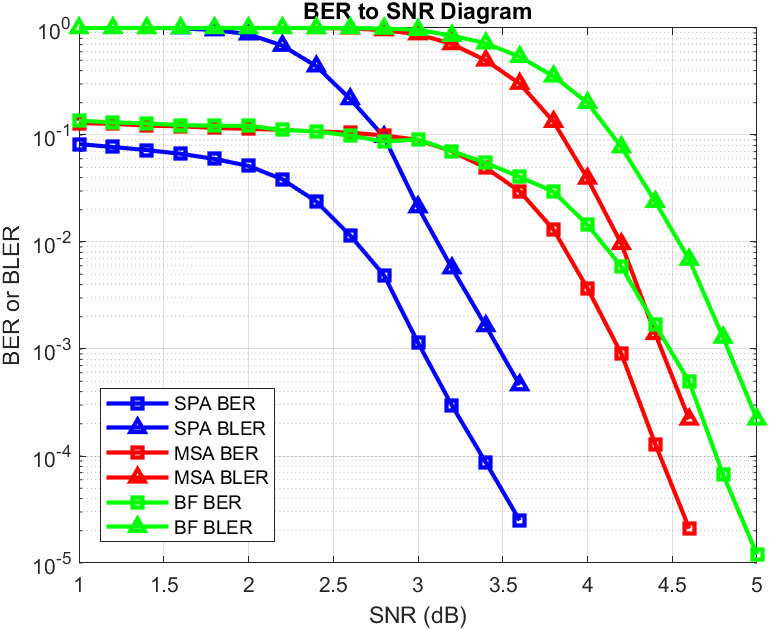 BER to SNR Diagram
10^0
10^-1
10^-2
10^-3
10^-4
10^-5
BER or BLER
SPA BER
SPA BLER
MSA BER
MSA BLER
BF BER
BF BLER
1 1.5 2 2.5 3 3.5 4 4.5 5
SNR (dB)